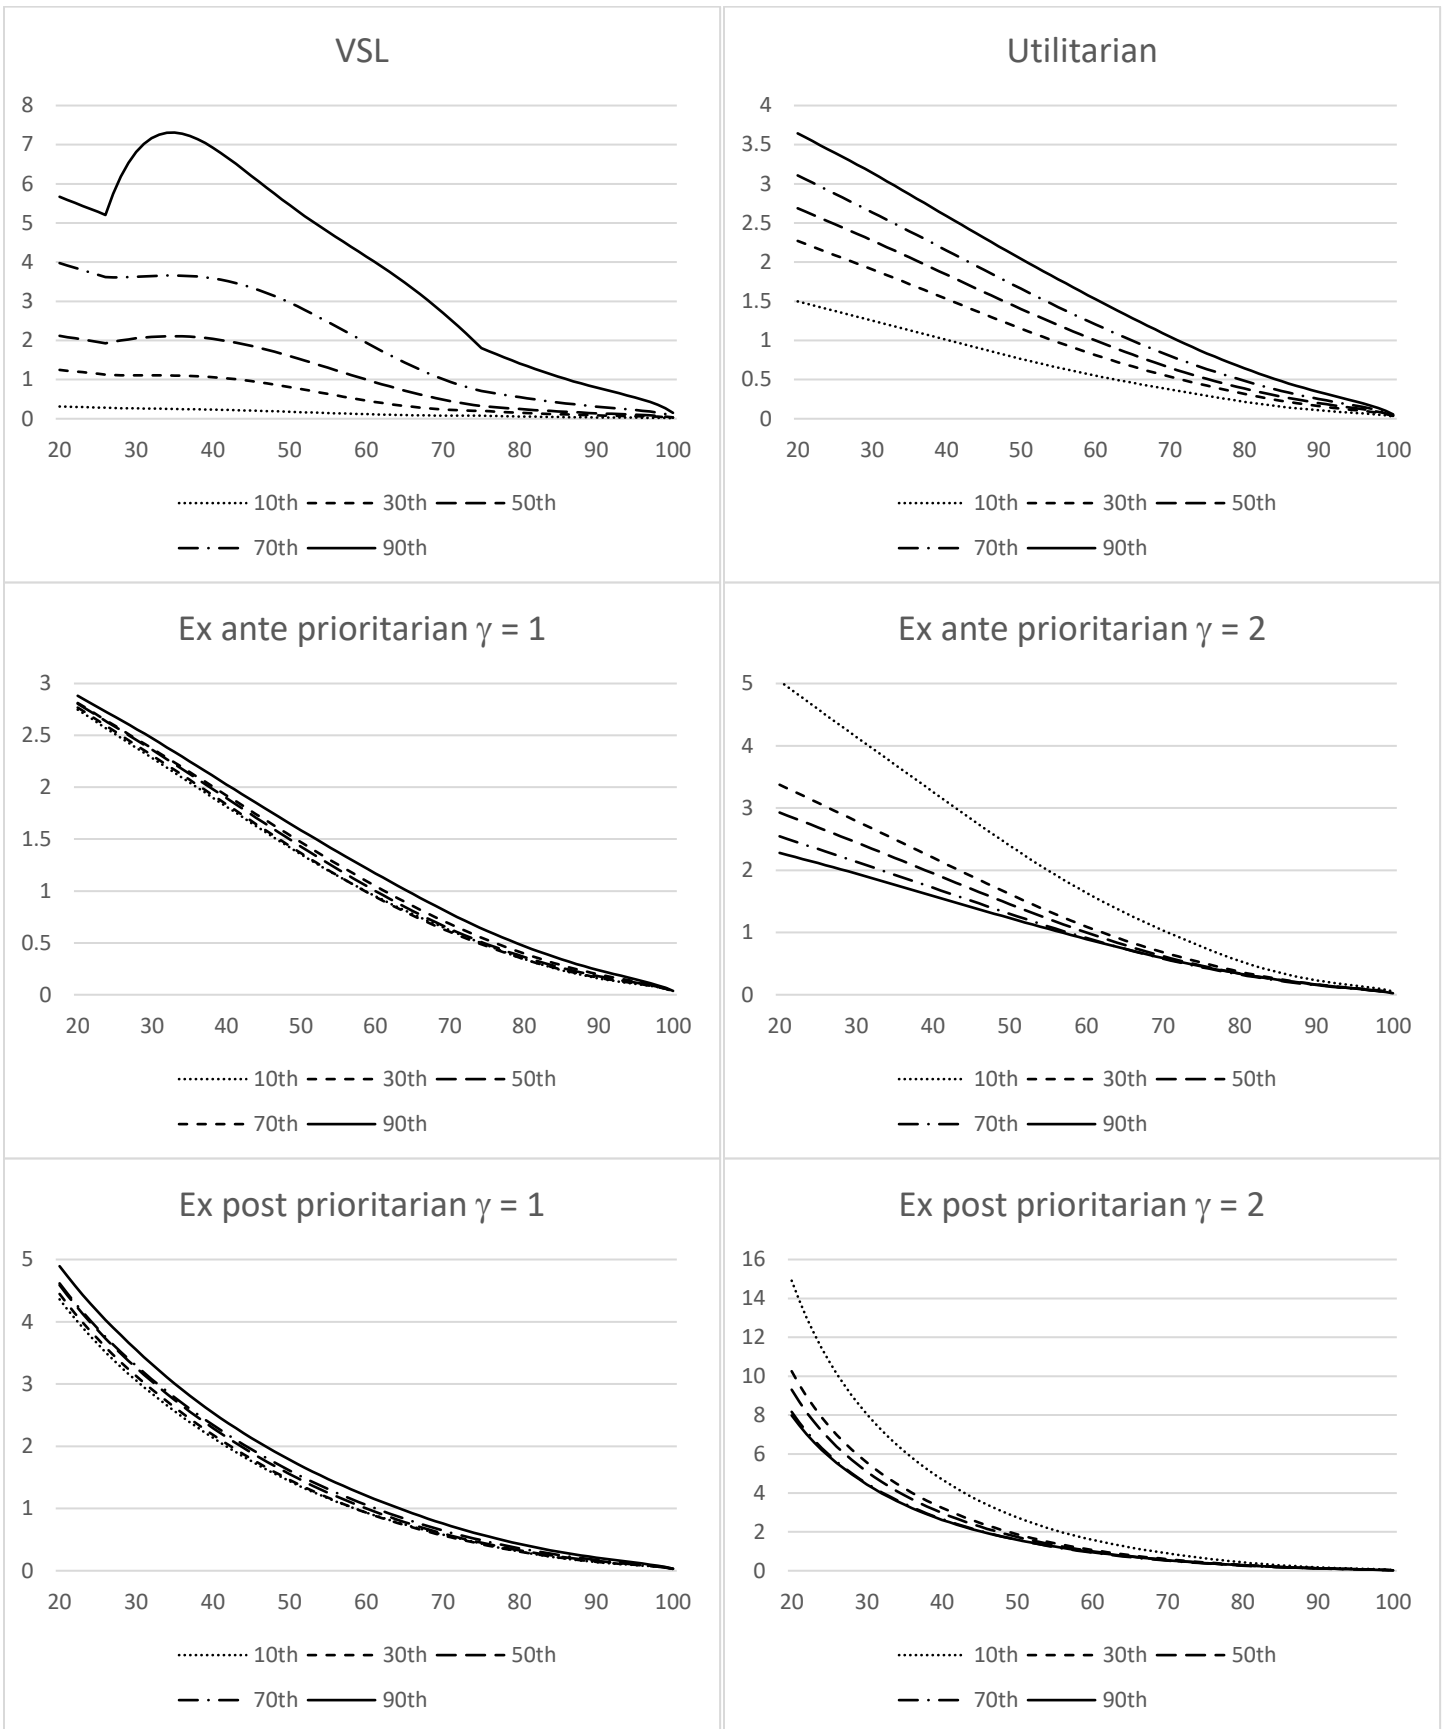 VSL
8
7
6
5
4
3
2
1
0
20 30 40 50 60 70 80 90 100
10th 30th 50th
70th 90th
Utilitarian
4
3.5
3
2.5
2
1.5
1
0.5
0
20 30 40 50 60 70 80 90 100
10th 30th 50th
70th 90th
Ex ante prioritarian γ = 1
3
2.5
2
1.5
1
0.5
0
20 30 40 50 60 70 80 90 100
10th 30th 50th
70th 90th
Ex ante prioritarian γ = 2
5
4
3
2
1
0
20 30 40 50 60 70 80 90 100
10th 30th 50th
70th 90th
Ex post prioritarian γ = 1
5
4
3
2
1
0
20 30 40 50 60 70 80 90 100
10th 30th 50th
70th 90th
Ex post prioritarian γ = 2
16
14
12
10
8
6
4
2
0
20 30 40 50 60 70 80 90 100
10th 30th 50th
70th 90th